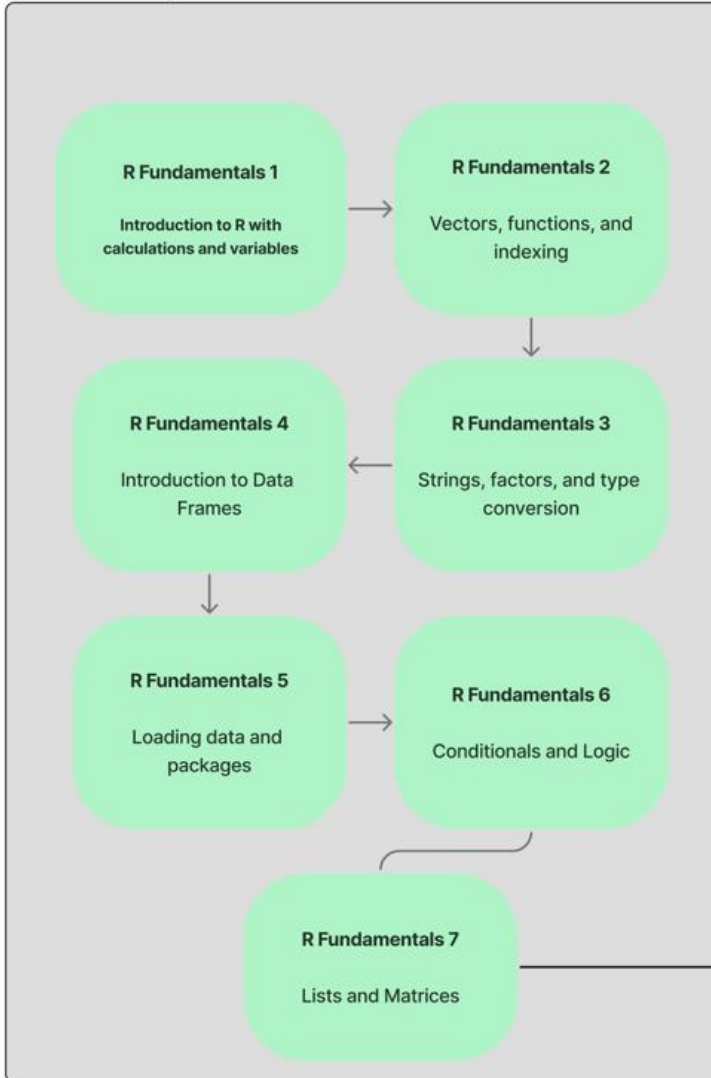 R Fundamentals 1
Introduction to R with
calculations and variables
R Fundamentals 2
Vectors, functions, and
indexing
R Fundamentals 3
Strings, factors, and type
conversion
R Fundamentals 4
Introduction to Data
Frames
R Fundamentals 5
Loading data and
packages
R Fundamentals 6
Conditionals and Logic
R Fundamentals 7
Lists and Matrices